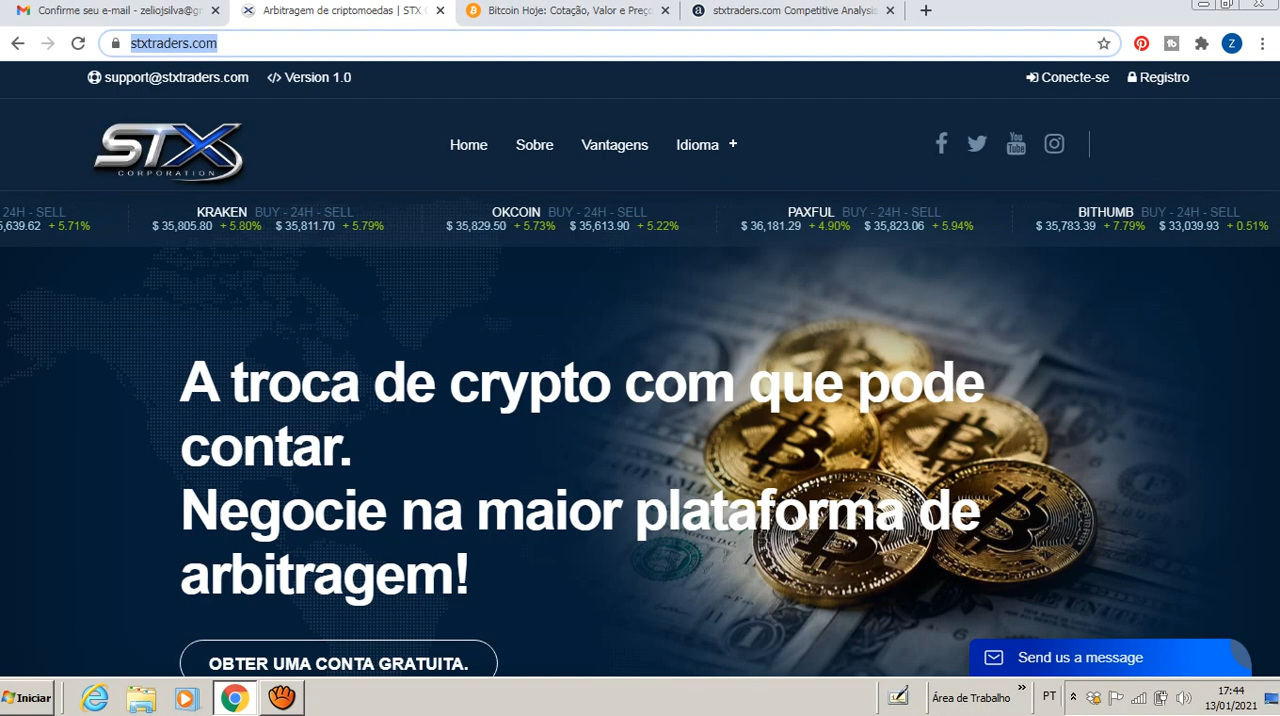 Confirme seu e-mail - zeliojsilva@gr
Arbitragem de criptomoedas | STX C
Bitcoin Hoje: Cotação, Valor e Preço
stxtraders.com Competitive Analysis
stxtraders.com
Z
support@stxtraders.com
Version 1.0
Conecte-se
Registro
STX
CORPORATION
Home
Sobre
Vantagens
Idioma +
You
Tube
24H - SELL
5,639.62 + 5.71%
KRAKEN BUY - 24H - SELL
$ 35,805.80 + 5.80% $ 35,811.70 + 5.79%
OKCOIN BUY - 24H - SELL
$ 35,829.50 + 5.73% $ 35,613.90 + 5.22%
PAXFUL BUY - 24H - SELL
$ 36,181.29 + 4.90% $ 35,823.06 + 5.94%
BITHUMB BUY - 24H - SELL
$ 35,783.39 + 7.79% $ 33,039.93 + 0.51%
A troca de crypto com que pode
contar.
Negocie na maior plataforma de
arbitragem!
OBTER UMA CONTA GRATUITA.
Send us a message
Iniciar
Área de Trabalho
PT
17:44
13/01/2021